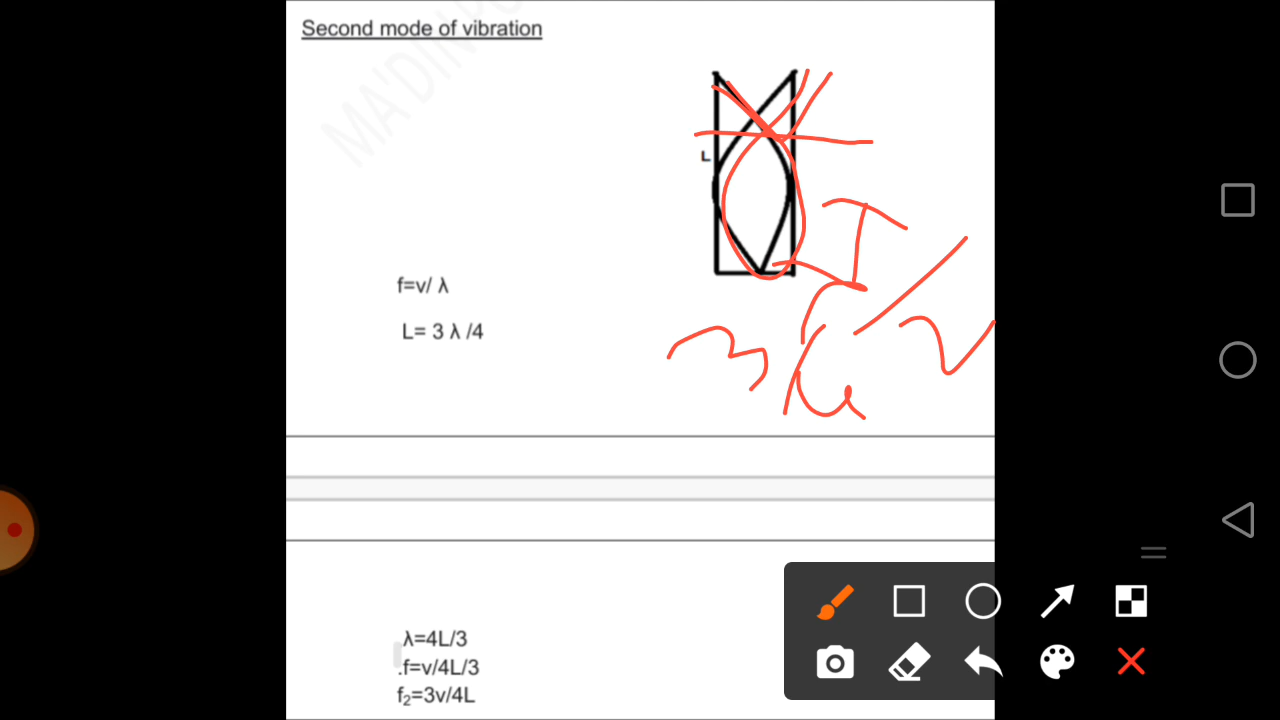 Second mode of vibration
L
f=v/ λ
L= 3 λ /4
λ=4L/3
.f=v/4L/3
f₂=3v/4L